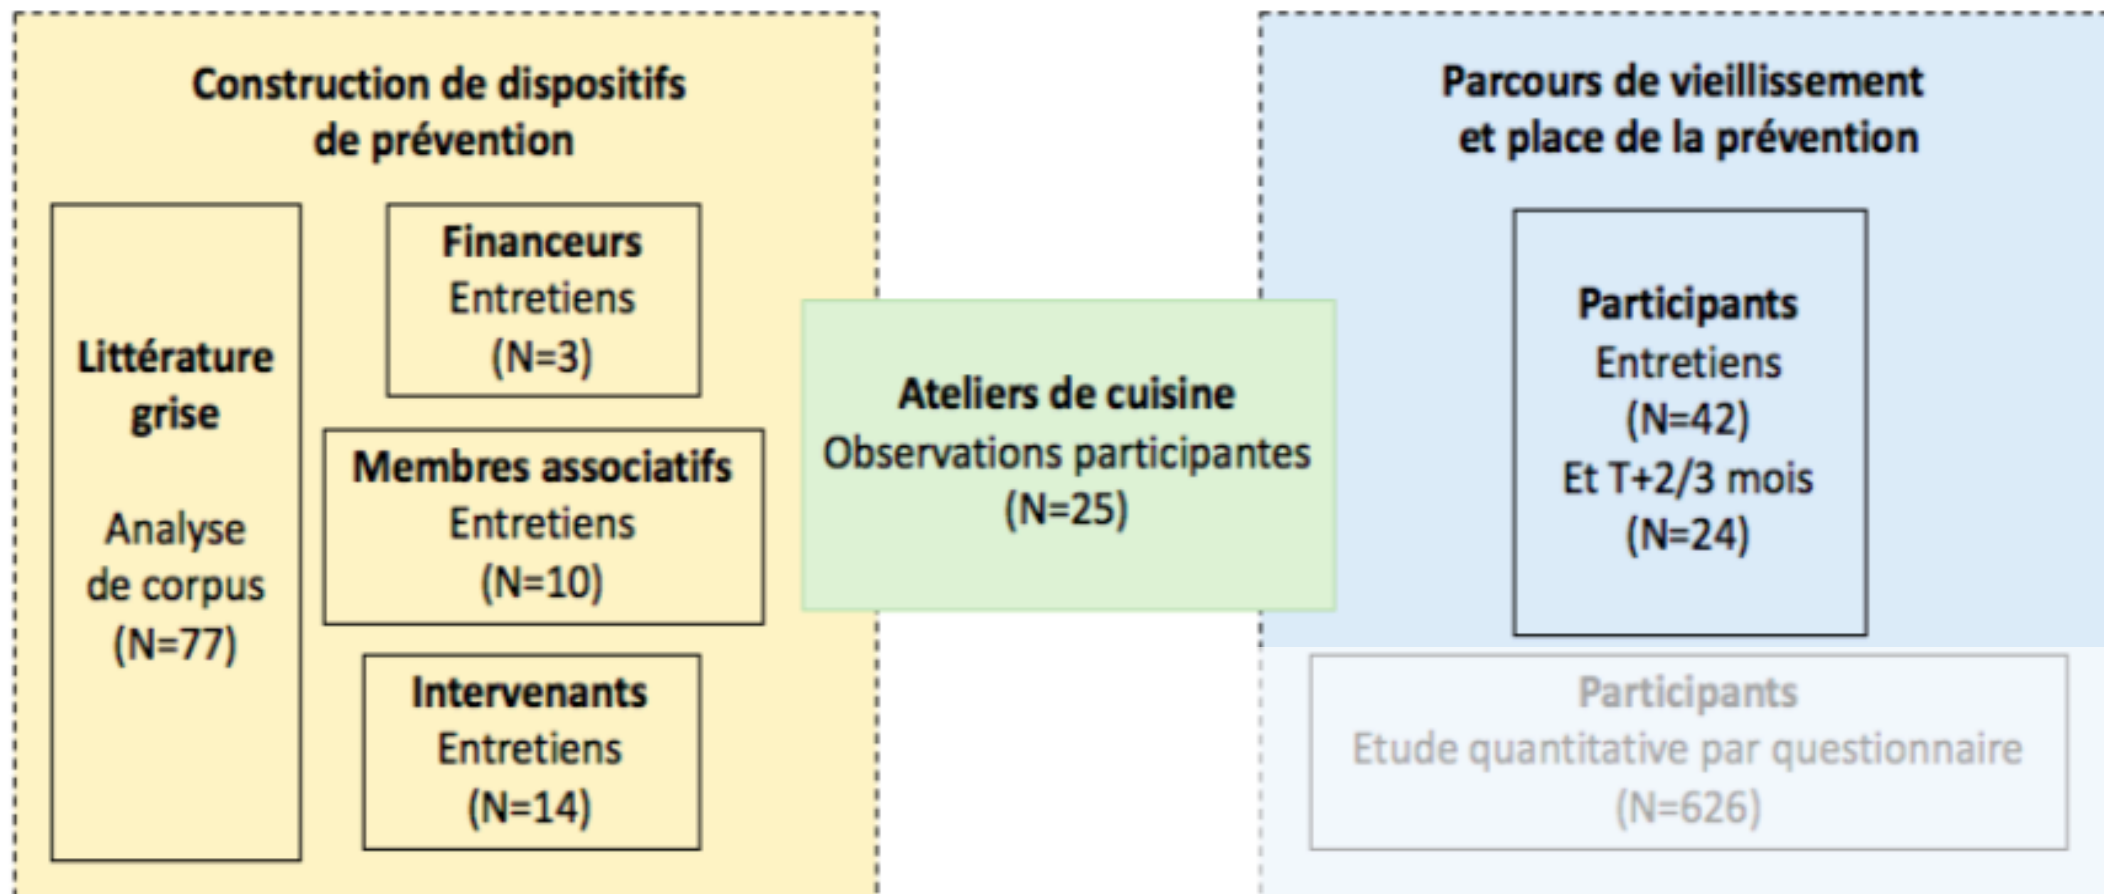 Construction de dispositifs
de prévention
Littérature
grise
Analyse
de corpus
(N=77)
Financeurs
Entretiens
(N=3)
Membres associatifs
Entretiens
(N=10)
Intervenants
Entretiens
(N=14)
Ateliers de cuisine
Observations participantes
(N=25)
Parcours de vieillissement
et place de la prévention
Participants
Entretiens
(N=42)
Et T+2/3 mois
(N=24)
Participants
Etude quantitative par questionnaire
(N=626)